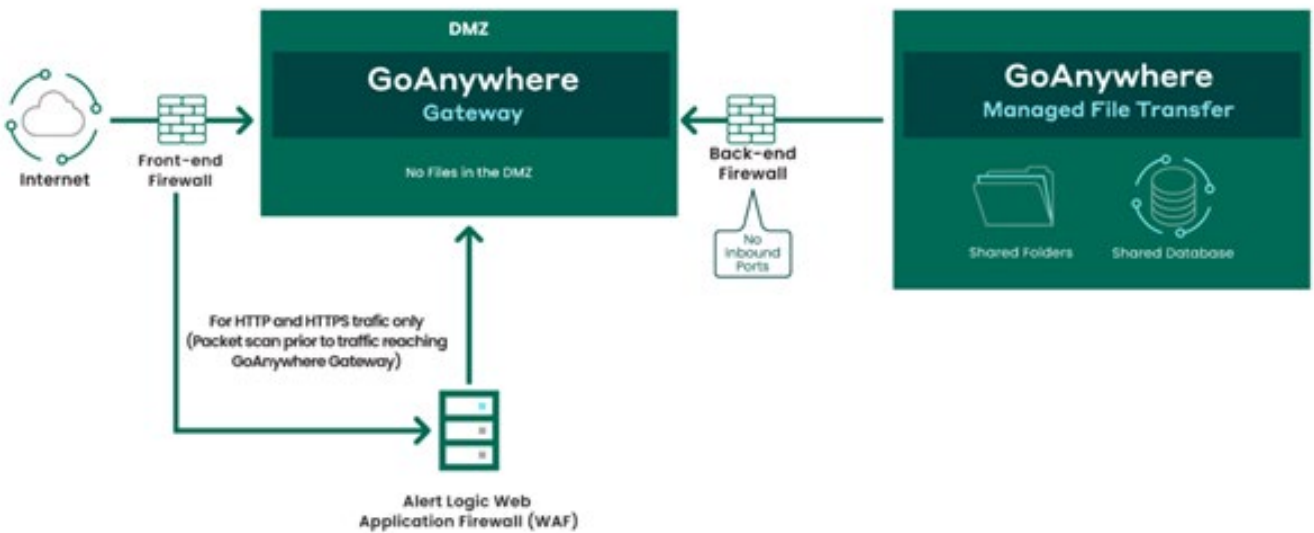 DMZ
GoAnywhere
Gateway
No Files in the DMZ
Internet
Front-end
Firewall
Back-end
Firewall
No
Inbound
Ports
GoAnywhere
Managed File Transfer
Shared Folders
Shared Database
For HTTP and HTTPS trafic only
(Packet scan prior to traffic reaching
GoAnywhere Gateway)
Alert Logic Web
Application Firewall (WAF)